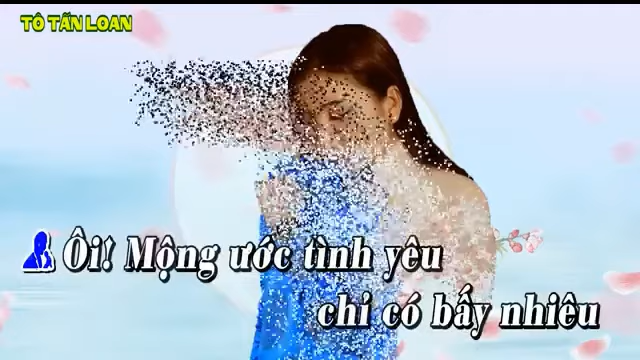 TÔ TẤN LOAN
Ôi! Mộng ước tình yêu
chỉ có bấy nhiêu